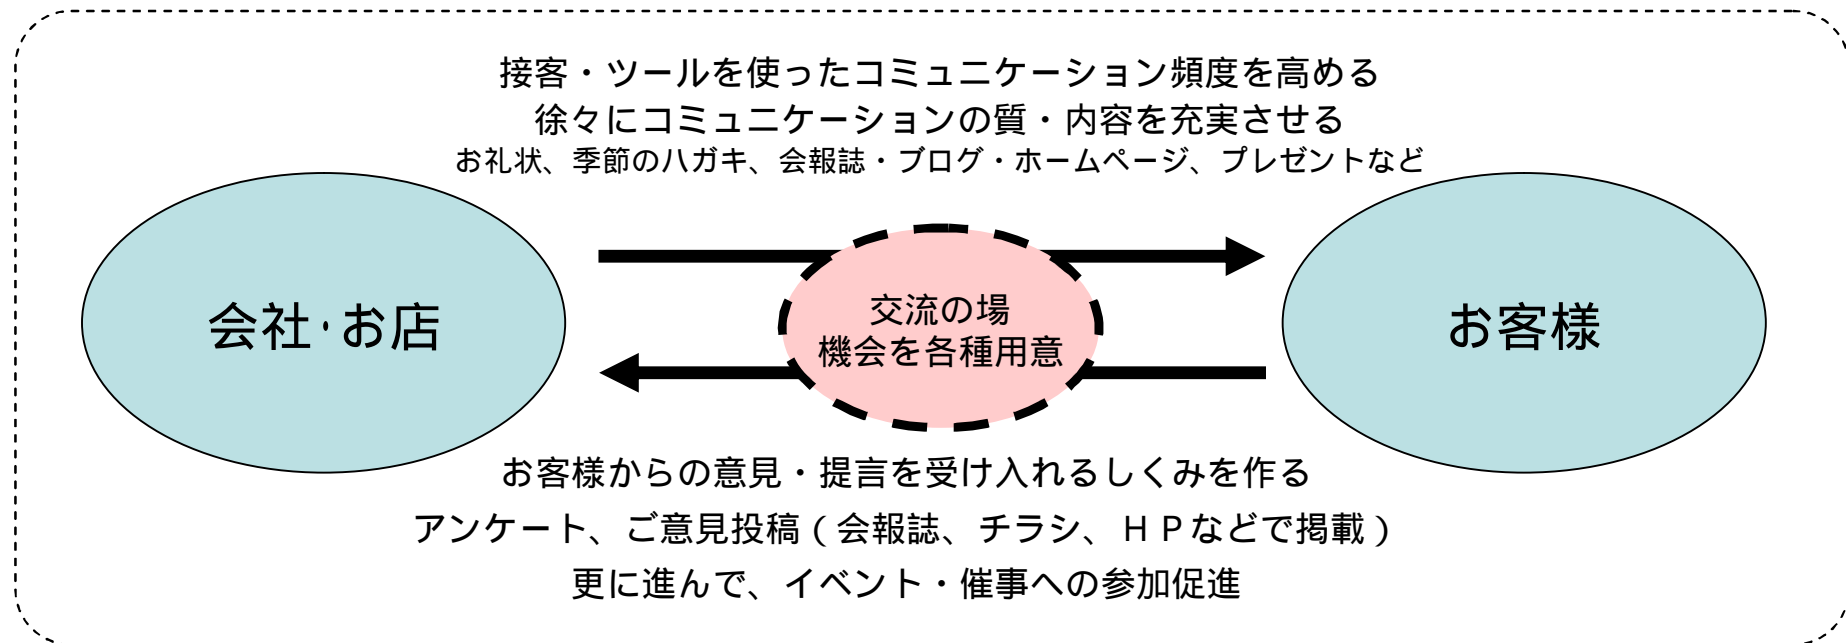 接客・ツールを使ったコミュニケーション頻度を高める
徐々にコミュニケーションの質・内容を充実させる
お礼状、季節のハガキ、会報誌・ブログ・ホームページ、プレゼントなど
会社・お店
交流の場
機会を各種用意
お客様
お客様からの意見・提言を受け入れるしくみを作る
アンケート、ご意見投稿（会報誌、チラシ、ＨＰなどで掲載）
更に進んで、イベント・催事への参加促進